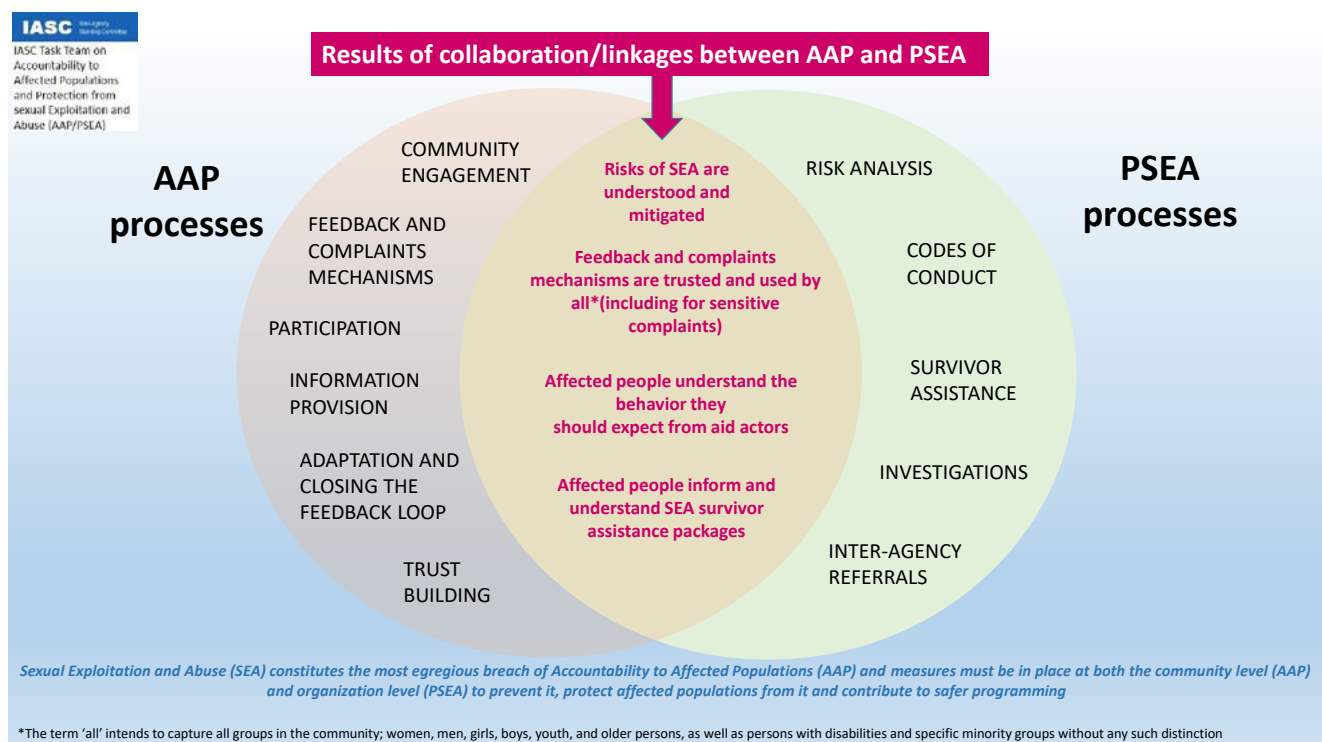 IASC Inter-Agency
Standing Committee
IASC Task Team on
Accountability to
Affected Populations
and Protection from
sexual Exploitation and
Abuse (AAP/PSEA)
Results of collaboration/linkages between AAP and PSEA
AAP
processes
COMMUNITY
ENGAGEMENT
FEEDBACK AND
COMPLAINTS
MECHANISMS
PARTICIPATION
INFORMATION
PROVISION
ADAPTATION AND
CLOSING THE
FEEDBACK LOOP
TRUST
BUILDING
Risks of SEA are
understood and
mitigated
Feedback and complaints
mechanisms are trusted and used by
all*(including for sensitive
complaints)
Affected people understand the
behavior they
should expect from aid actors
Affected people inform and
understand SEA survivor
assistance packages
RISK ANALYSIS
CODES OF
CONDUCT
SURVIVOR
ASSISTANCE
INVESTIGATIONS
INTER-AGENCY
REFERRALS
PSEA
processes
Sexual Exploitation and Abuse (SEA) constitutes the most egregious breach of Accountability to Affected Populations (AAP) and measures must be in place at both the community level (AAP)
and organization level (PSEA) to prevent it, protect affected populations from it and contribute to safer programming
*The term ‘all’ intends to capture all groups in the community; women, men, girls, boys, youth, and older persons, as well as persons with disabilities and specific minority groups without any such distinction